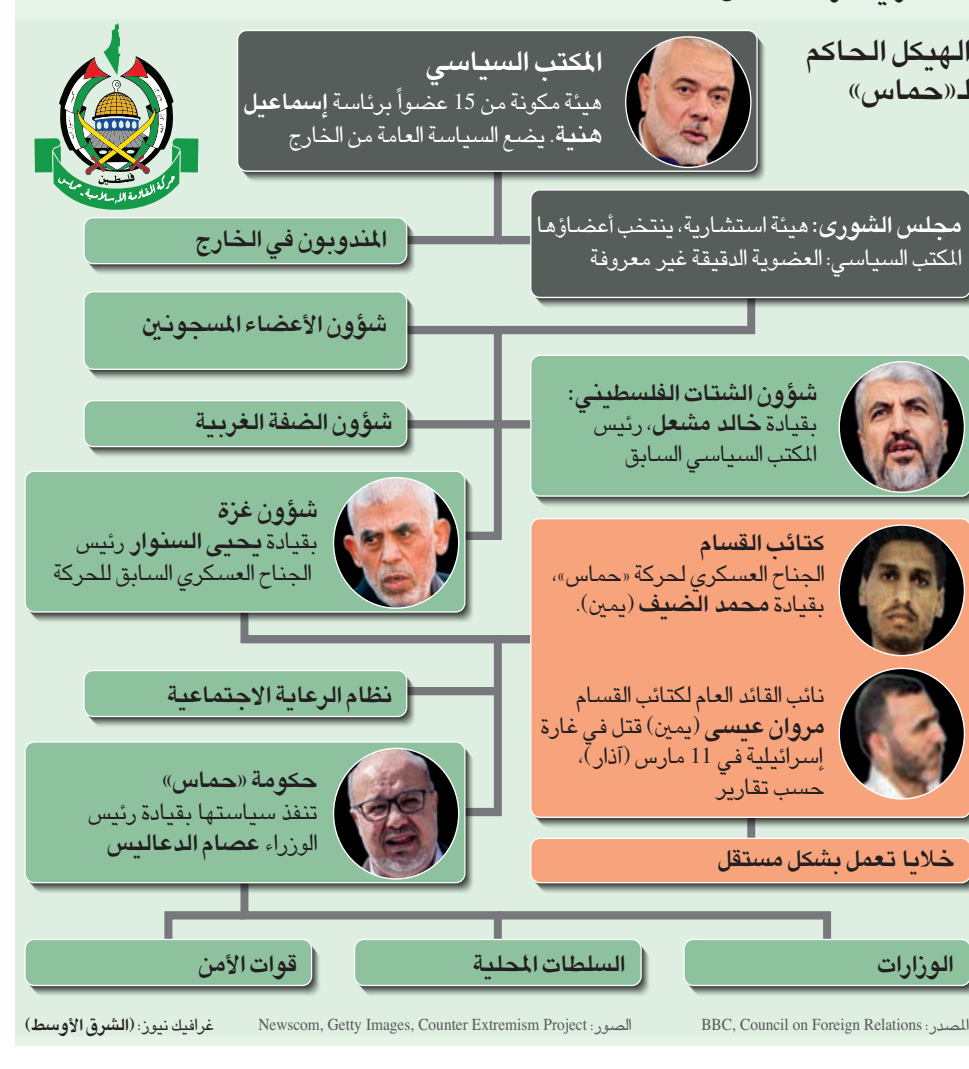 الهيكل الحاكم
لـ«حماس»
المكتب السياسي
هيئة مكونة من 15 عضواً برئاسة إسماعيل
هنية. يضع السياسة العامة من الخارج
فلسطين
حركة المقاومة الإسلامية - حماس
مجلس الشورى: هيئة استشارية، ينتخب أعضاؤها
المكتب السياسي: العضوية الدقيقة غير معروفة
المندوبون في الخارج
شؤون الأعضاء المسجونين
شؤون الشتات الفلسطيني:
بقيادة خالد مشعل، رئيس
المكتب السياسي السابق
شؤون الضفة الغربية
شؤون غزة
بقيادة يحيى السنوار رئيس
الجناح العسكري السابق للحركة
كتائب القسام
الجناح العسكري لحركة «حماس»،
بقيادة محمد الضيف (يمين).
نائب القائد العام لكتائب القسام
مروان عيسى (يمين) قتل في غارة
إسرائيلية في 11 مارس (آذار)،
حسب تقارير
نظام الرعاية الاجتماعية
حكومة «حماس»
تنفذ سياستها بقيادة رئيس
الوزراء عصام الدعاليس
خلايا تعمل بشكل مستقل
الوزارات
السلطات المحلية
قوات الأمن
المصدر: BBC, Council on Foreign Relations
الصور: Newscom, Getty Images, Counter Extremism Project
غرافيك نيوز: (الشرق الأوسط)